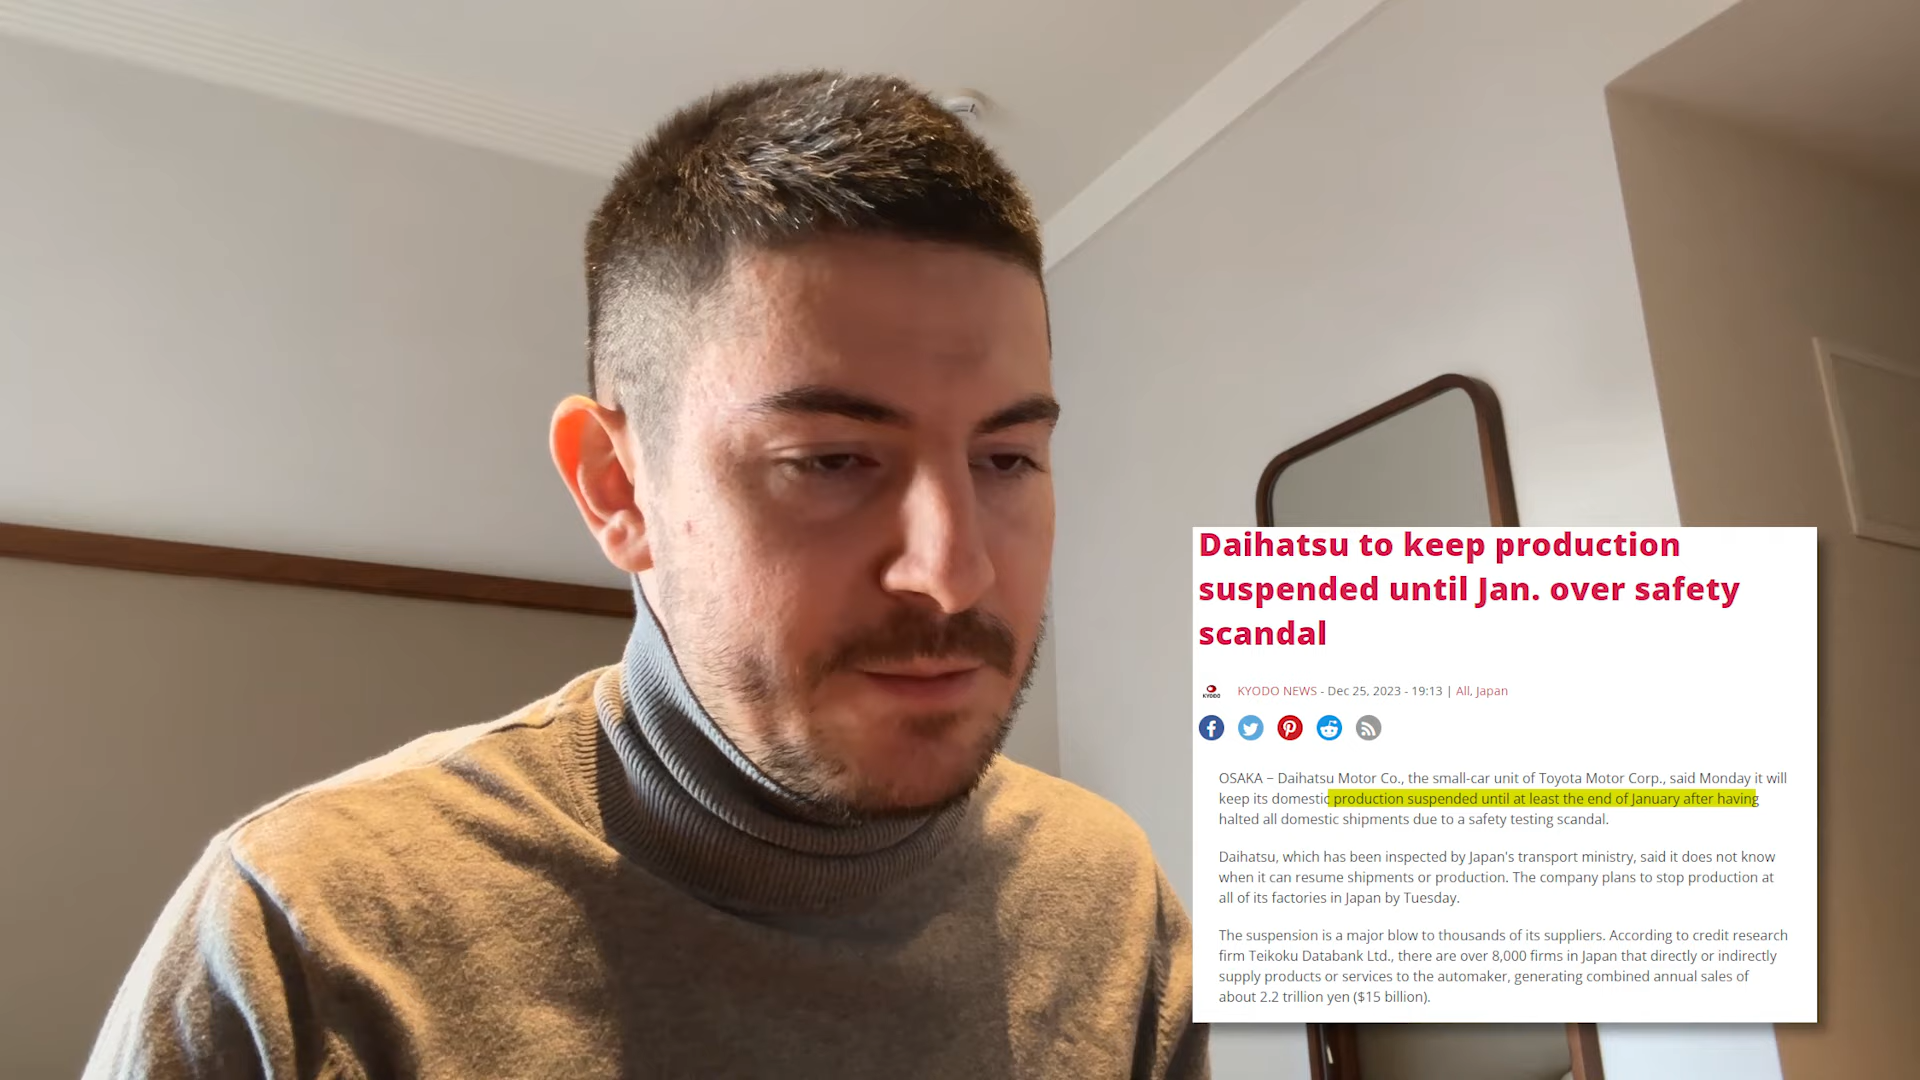 Daihatsu to keep production
suspended until Jan. over safety
scandal
KYODO
KYODO NEWS - Dec 25, 2023 - 19:13 | All, Japan
OSAKA – Daihatsu Motor Co., the small-car unit of Toyota Motor Corp., said Monday it will
keep its domestic production suspended until at least the end of January after having
halted all domestic shipments due to a safety testing scandal.
Daihatsu, which has been inspected by Japan's transport ministry, said it does not know
when it can resume shipments or production. The company plans to stop production at
all of its factories in Japan by Tuesday.
The suspension is a major blow to thousands of its suppliers. According to credit research
firm Teikoku Databank Ltd., there are over 8,000 firms in Japan that directly or indirectly
supply products or services to the automaker, generating combined annual sales of
about 2.2 trillion yen ($15 billion).